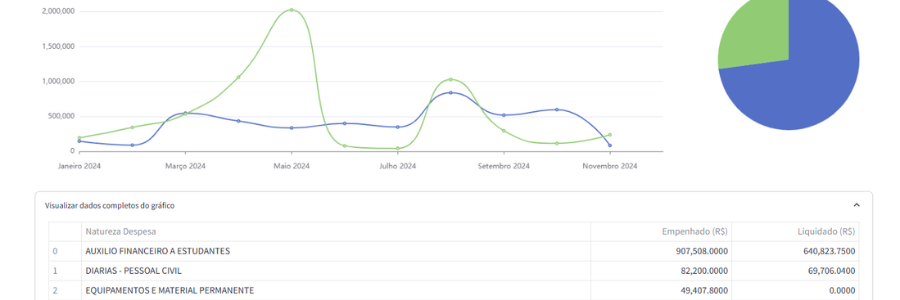 2,000,000
1,500,000
1,000,000
500,000
0
Janeiro 2024 Março 2024 Maio 2024 Julho 2024 Setembro 2024 Novembro 2024
Visualizar dados completos do gráfico
Natureza Despesa Empenhado (R$) Liquidado (R$)
0 AUXILIO FINANCEIRO A ESTUDANTES 907,508.0000 640,823.7500
1 DIARIAS - PESSOAL CIVIL 82,200.0000 69,706.0400
2 EQUIPAMENTOS E MATERIAL PERMANENTE 49,407.8000 0.0000